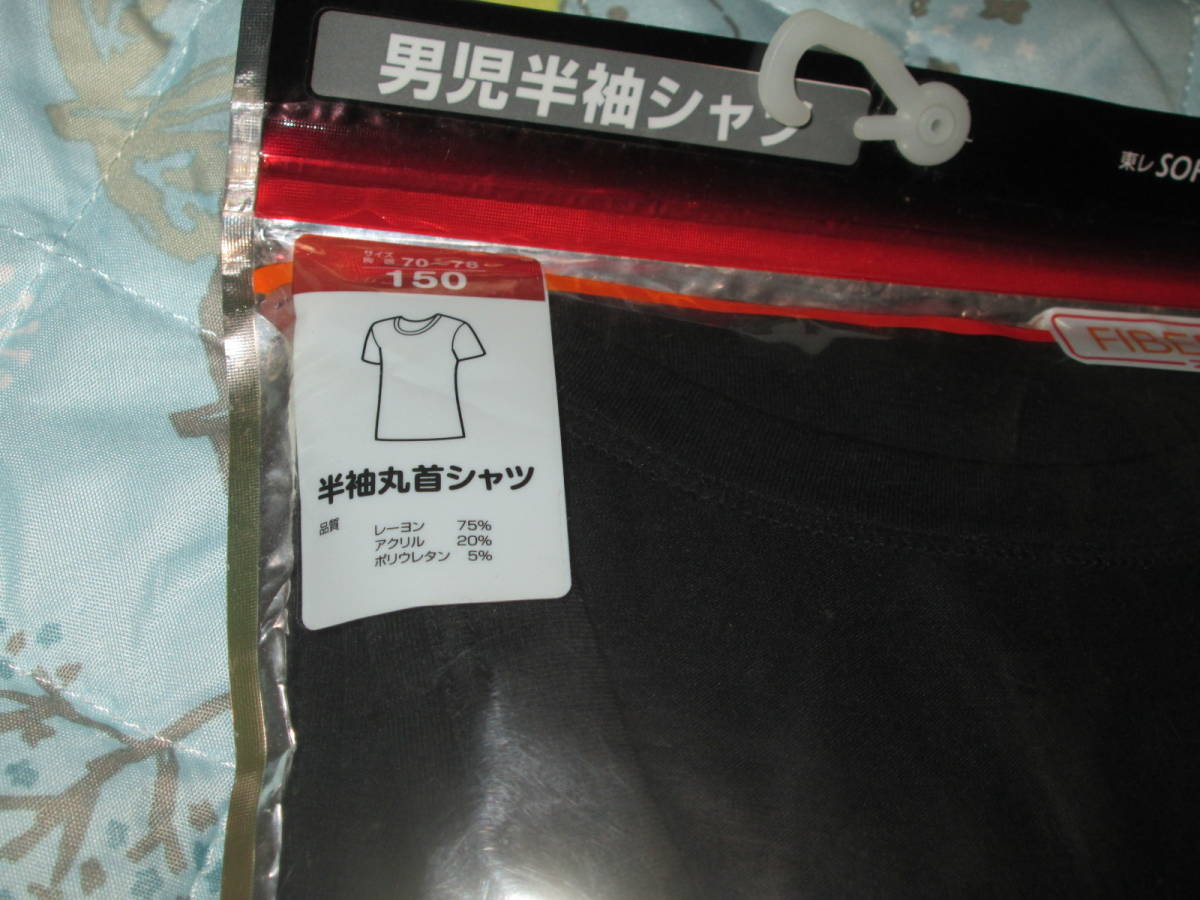 男児半袖シャツ
東レ SOF
サイズ
胸囲 70〜78
150
FIBE
半袖丸首シャツ
品質 レーヨン 75%
アクリル 20%
ポリウレタン 5%